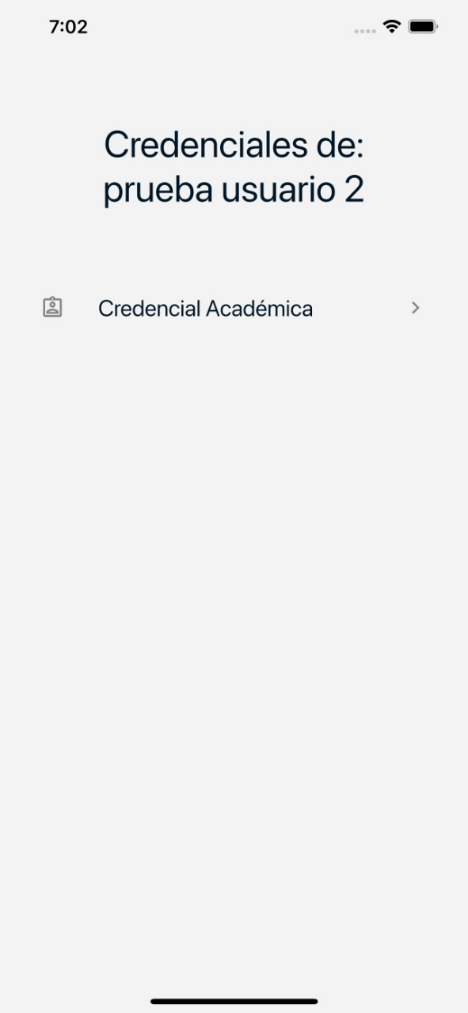 7:02
Credenciales de:
prueba usuario 2
Credencial Académica